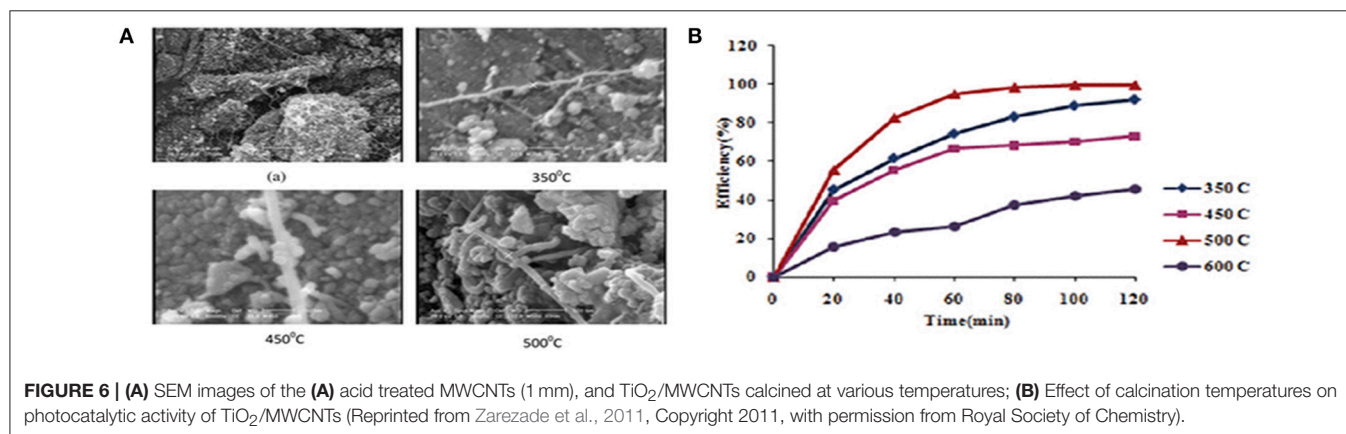 A
(a)
350°C
450°C
500°C
B
120
100
80
60
40
20
0
Efficiency(%)
0 20 40 60 80 100 120
Time(min)
350 C
450 C
500 C
600 C
FIGURE 6 | (A) SEM images of the (A) acid treated MWCNTs (1 mm), and TiO₂/MWCNTs calcined at various temperatures; (B) Effect of calcination temperatures on
photocatalytic activity of TiO₂/MWCNTs (Reprinted from Zarezade et al., 2011, Copyright 2011, with permission from Royal Society of Chemistry).